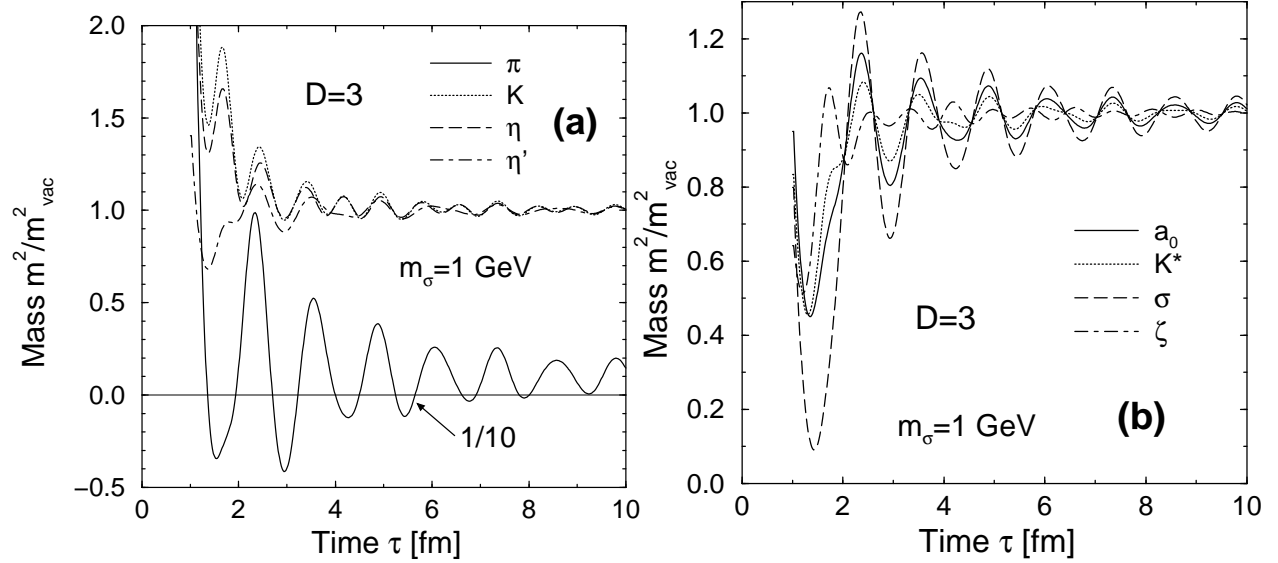 2.0
1.5
1.0
0.5
0.0
−0.5
0
2
4
6
8
10
Mass m²/m²vac
Time τ [fm]
D=3
π
K
η
η’
(a)
mσ=1 GeV
1/10
1.2
1.0
0.8
0.6
0.4
0.2
0.0
0
2
4
6
8
10
Mass m²/m²vac
Time τ [fm]
a0
K*
σ
ζ
D=3
mσ=1 GeV
(b)